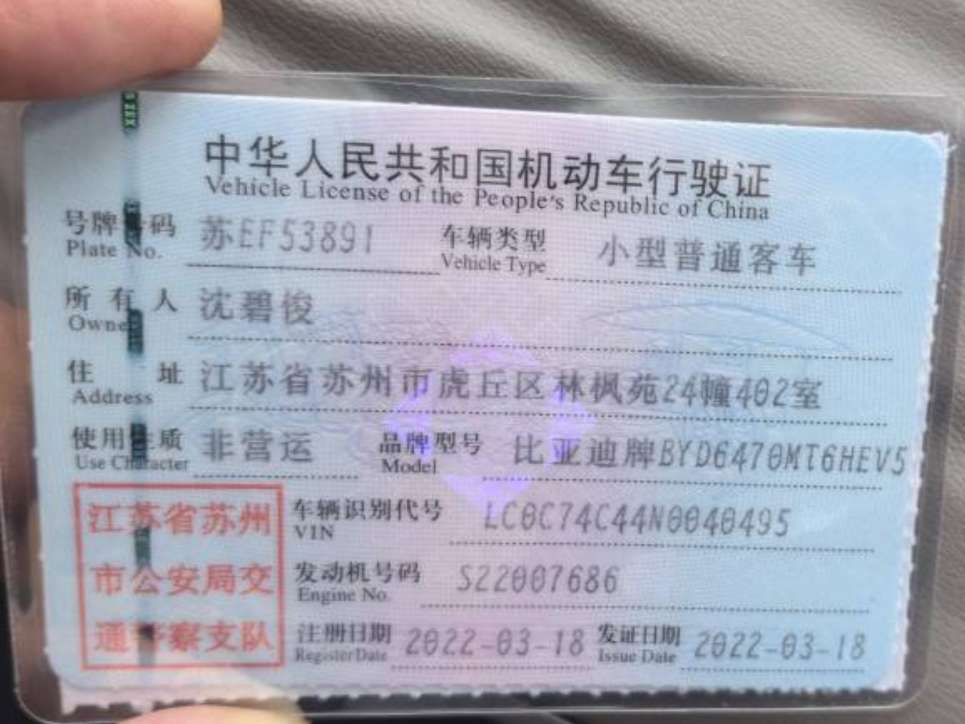 中华人民共和国机动车行驶证
Vehicle License of the People's Republic of China
号牌号码 苏EF53891 车辆类型 小型普通客车
Plate No. Vehicle Type
所有人 沈碧俊
Owner
住址 江苏省苏州市虎丘区林枫苑24幢402室
Address
使用性质 非营运 品牌型号 比亚迪牌BYD6470MT6HEV5
Use Character Model
江苏省苏州 车辆识别代号 LC0C74C44N0040495
VIN
市公安局交 发动机号码 S22007686
Engine No.
通警察支队 注册日期 2022-03-18 发证日期 2022-03-18
Register Date Issue Date